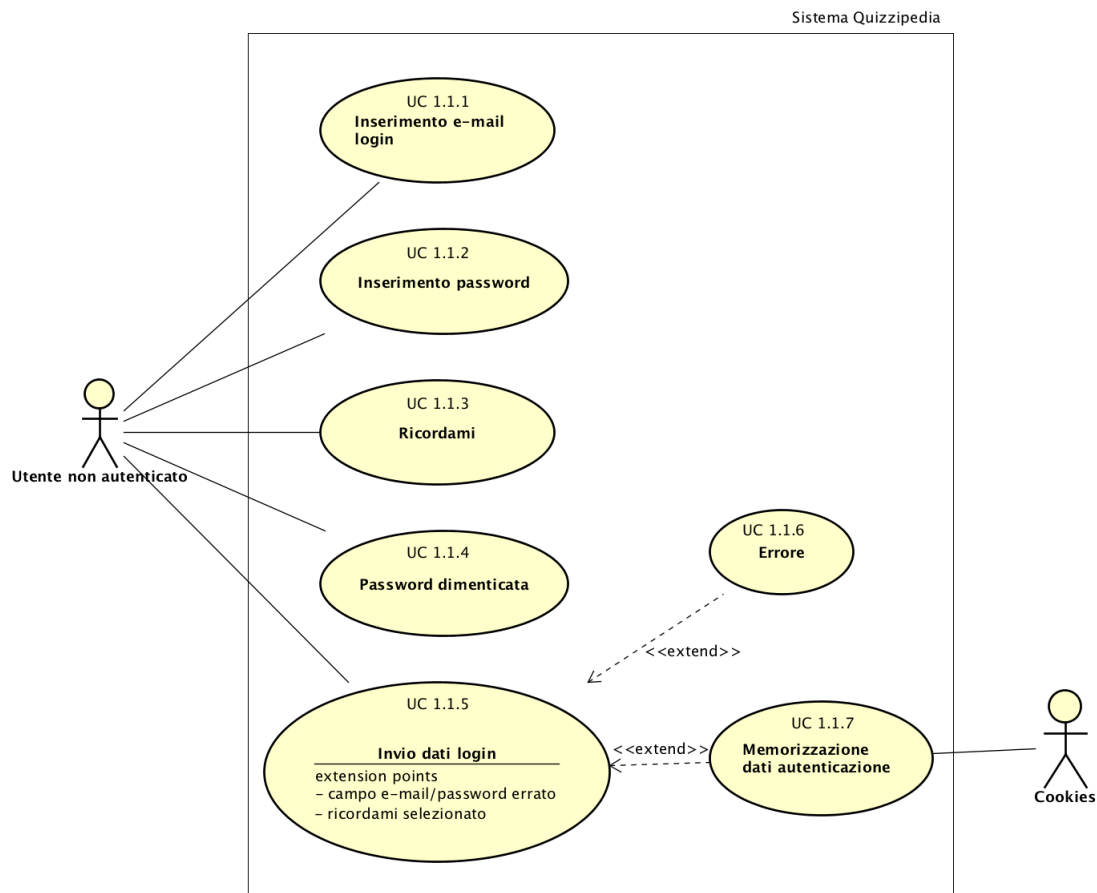 Sistema Quizzipedia
UC 1.1.1
Inserimento e-mail
login
UC 1.1.2
Inserimento password
UC 1.1.3
Ricordami
Utente non autenticato
UC 1.1.4
Password dimenticata
UC 1.1.6
Errore
<<extend>>
UC 1.1.5
Invio dati login
extension points
- campo e-mail/password errato
- ricordami selezionato
<<extend>>
UC 1.1.7
Memorizzazione
dati autenticazione
Cookies